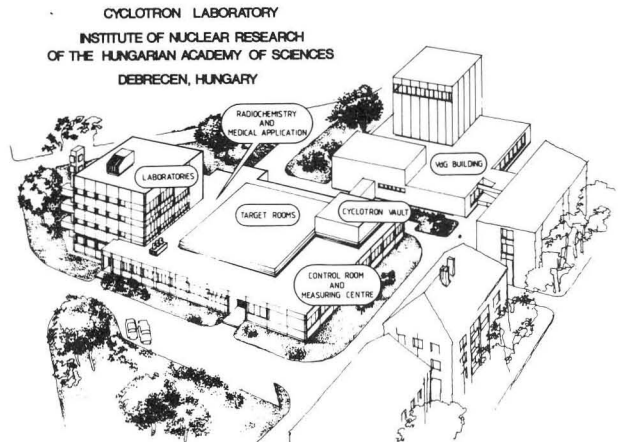 CYCLOTRON LABORATORY
INSTITUTE OF NUCLEAR RESEARCH
OF THE HUNGARIAN ACADEMY OF SCIENCES
DEBRECEN, HUNGARY
RADIOCHEMISTRY
AND
MEDICAL APPLICATION
LABORATORIES
VdG BUILDING
TARGET ROOMS
CYCLOTRON VAULT
CONTROL ROOM
AND
MEASURING CENTRE